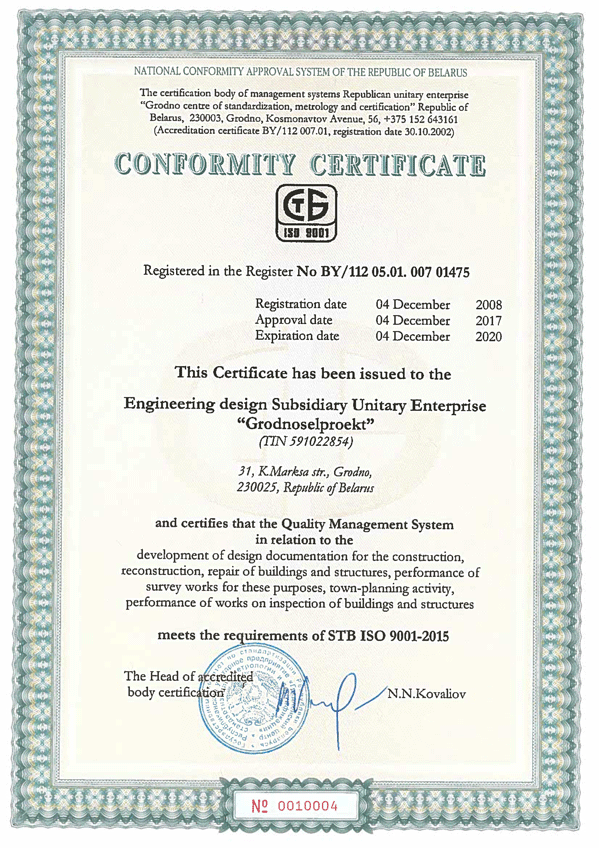 NATIONAL CONFORMITY APPROVAL SYSTEM OF THE REPUBLIC OF BELARUS
The certification body of management systems Republican unitary enterprise
“Grodno centre of standardization, metrology and certification” Republic of
Belarus, 230003, Grodno, Kosmonavtov Avenue, 56, +375 152 643161
(Accreditation certificate BY/112 007.01, registration date 30.10.2002)
CONFORMITY CERTIFICATE
СТБ
ISO 9001
Registered in the Register No BY/112 05.01. 007 01475
Registration date 04 December 2008
Approval date 04 December 2017
Expiration date 04 December 2020
This Certificate has been issued to the
Engineering design Subsidiary Unitary Enterprise
“Grodnoselproekt”
(TIN 591022854)
31, K.Marksa str., Grodno,
230025, Republic of Belarus
and certifies that the Quality Management System
in relation to the
development of design documentation for the construction,
reconstruction, repair of buildings and structures, performance of
survey works for these purposes, town-planning activity,
performance of works on inspection of buildings and structures
meets the requirements of STB ISO 9001-2015
The Head of accredited
body certification
N.N.Kovaliov
№ 0010004